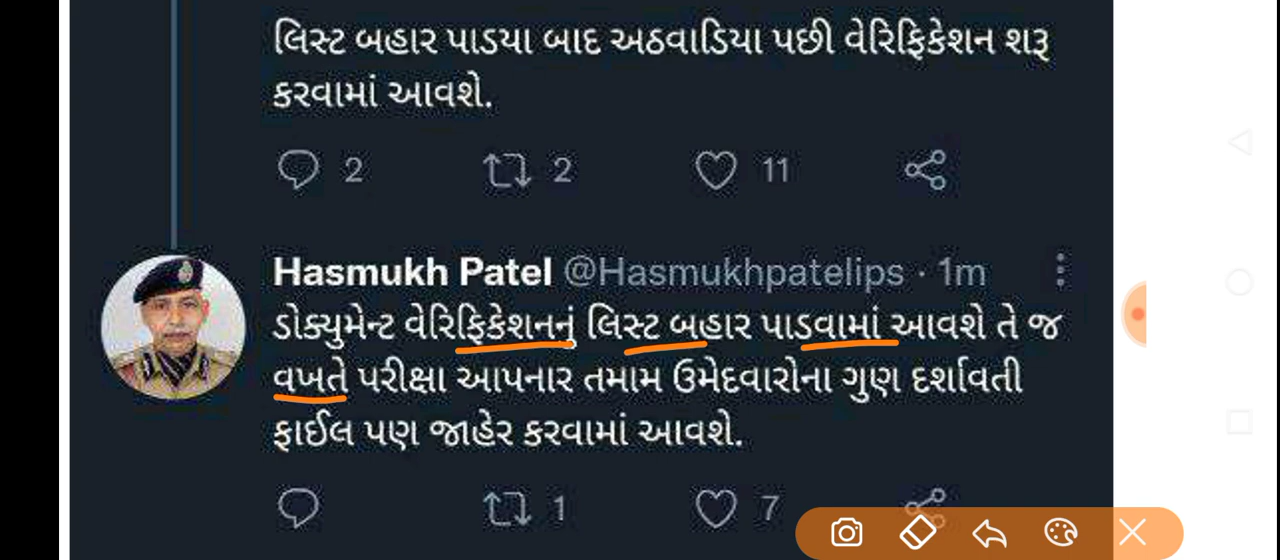 લિસ્ટ બહાર પાડયા બાદ અઠવાડિયા પછી વેરિફિકેશન શરૂ
કરવામાં આવશે.
2 2 11
Hasmukh Patel @Hasmukhpatelips · 1m
ડોક્યુમેન્ટ વેરિફિકેશનનું લિસ્ટ બહાર પાડવામાં આવશે તે જ
વખતે પરીક્ષા આપનાર તમામ ઉમેદવારોના ગુણ દર્શાવતી
ફાઈલ પણ જાહેર કરવામાં આવશે.
1 7